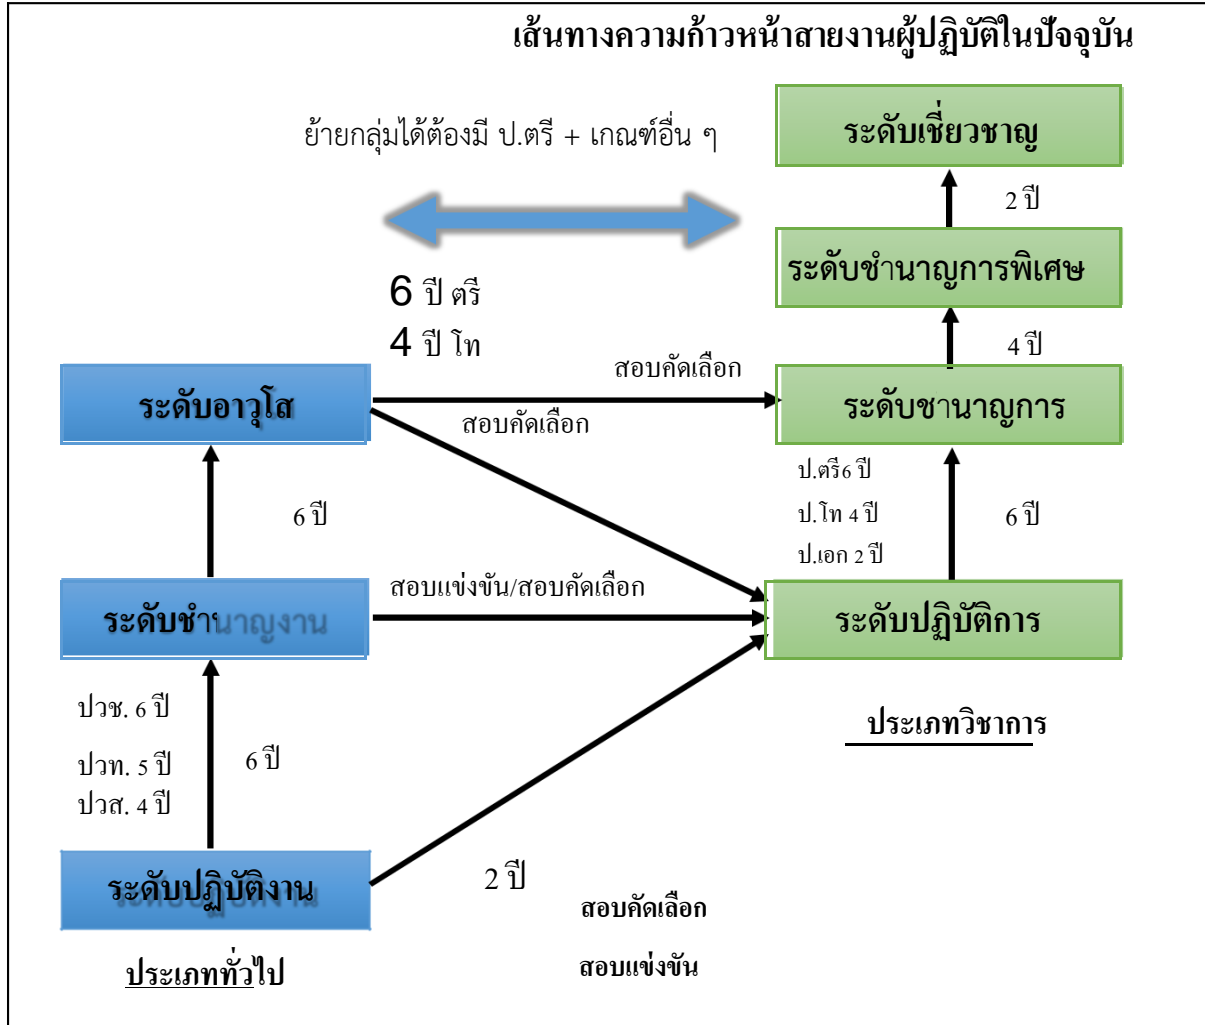 เส้นทางความก้าวหน้าสายงานผู้ปฏิบัติในปัจจุบัน
ย้ายกลุ่มได้ต้องมี ป.ตรี + เกณฑ์อื่น ๆ
ระดับเชี่ยวชาญ
2 ปี
ระดับชำนาญการพิเศษ
6 ปี ตรี
4 ปี โท
4 ปี
สอบคัดเลือก
ระดับอาวุโส
ระดับชานาญการ
สอบคัดเลือก
ป.ตรี6 ปี
6 ปี
ป.โท 4 ปี
6 ปี
ป.เอก 2 ปี
สอบแข่งขัน/สอบคัดเลือก
ระดับชำนาญงาน
ระดับปฏิบัติการ
ปวช. 6 ปี
ประเภทวิชาการ
ปวท. 5 ปี
6 ปี
ปวส. 4 ปี
ระดับปฏิบัติงาน
2 ปี
สอบคัดเลือก
สอบแข่งขัน
ประเภททั่วไป